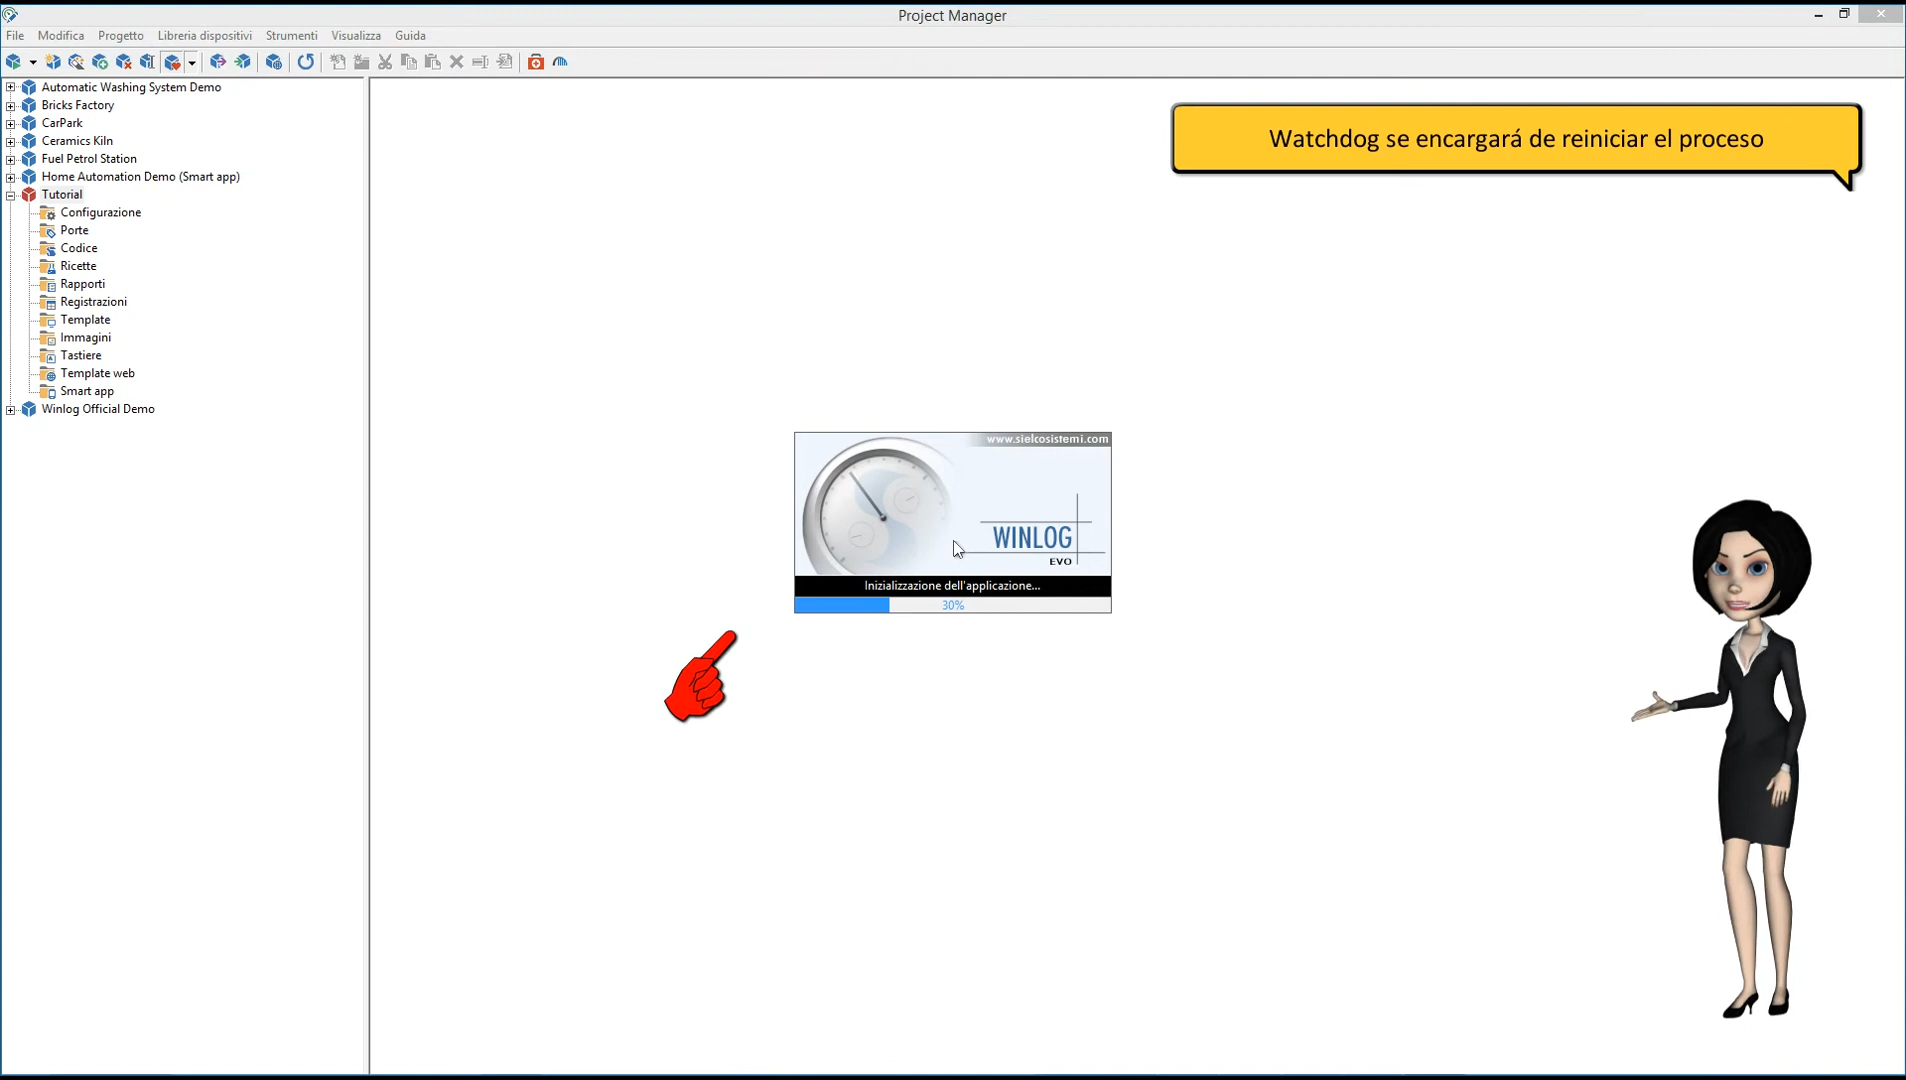 Project Manager
File Modifica Progetto Libreria dispositivi Strumenti Visualizza Guida
Automatic Washing System Demo
Bricks Factory
CarPark
Ceramics Kiln
Fuel Petrol Station
Home Automation Demo (Smart app)
Tutorial
Configurazione
Porte
Codice
Ricette
Rapporti
Registrazioni
Template
Immagini
Tastiere
Template web
Smart app
Winlog Official Demo
Watchdog se encargará de reiniciar el proceso
www.sielcosistemi.com
WINLOG
EVO
Inizializzazione dell'applicazione...
30%